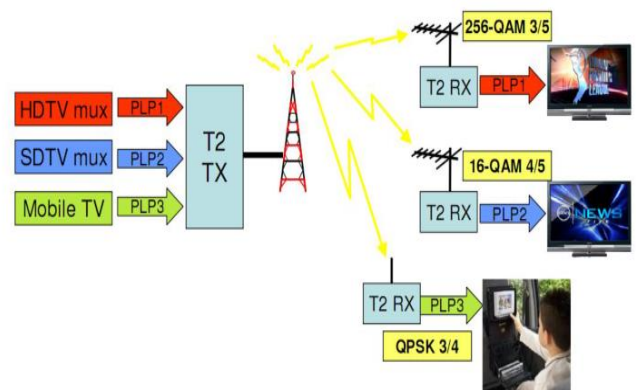 256-QAM 3/5
T2 RX
PLP1
HDTV mux
PLP1
SDTV mux
PLP2
Mobile TV
PLP3
T2
TX
16-QAM 4/5
T2 RX
PLP2
NEWS
T2 RX
PLP3
QPSK 3/4